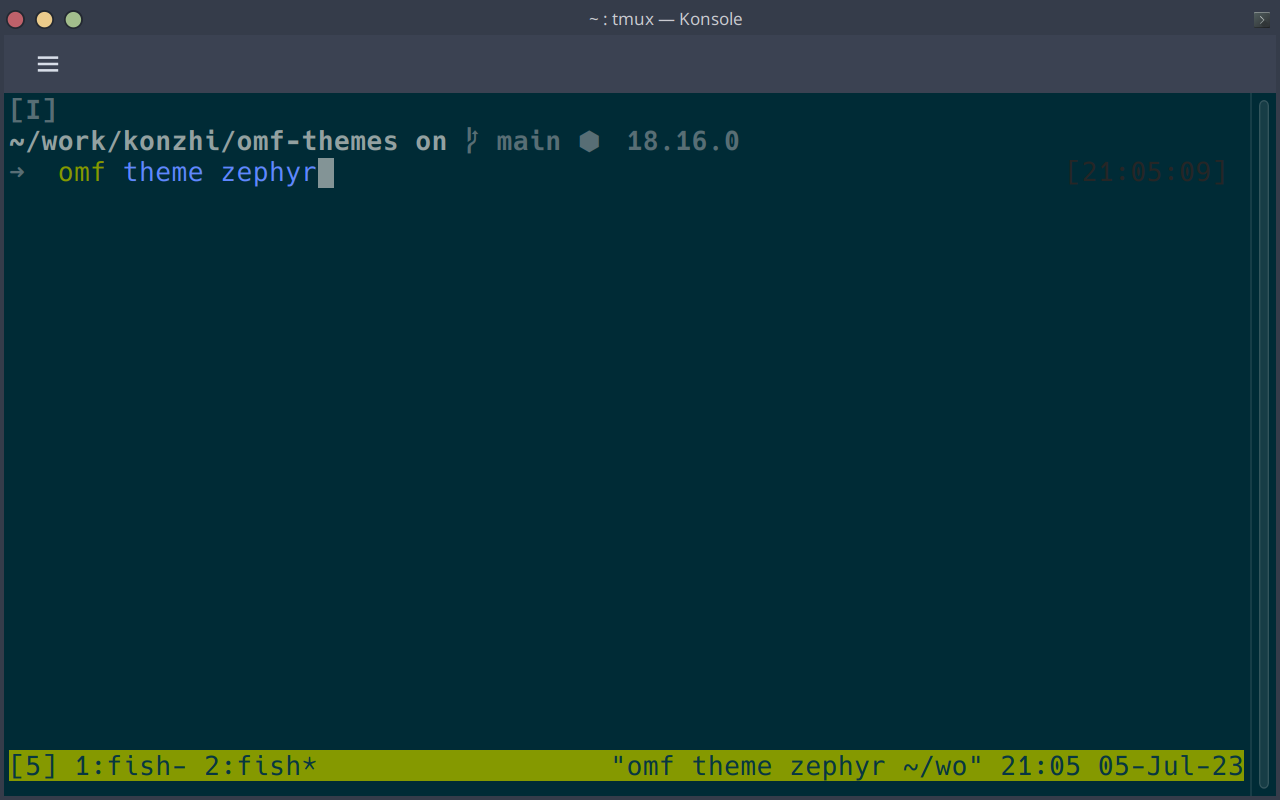 ~ : tmux — Konsole
[I]
~/work/konzhi/omf-themes on main ⬢ 18.16.0
➜ omf theme zephyr [21:05:09]
[5] 1:fish- 2:fish* "omf theme zephyr ~/wo" 21:05 05-Jul-23